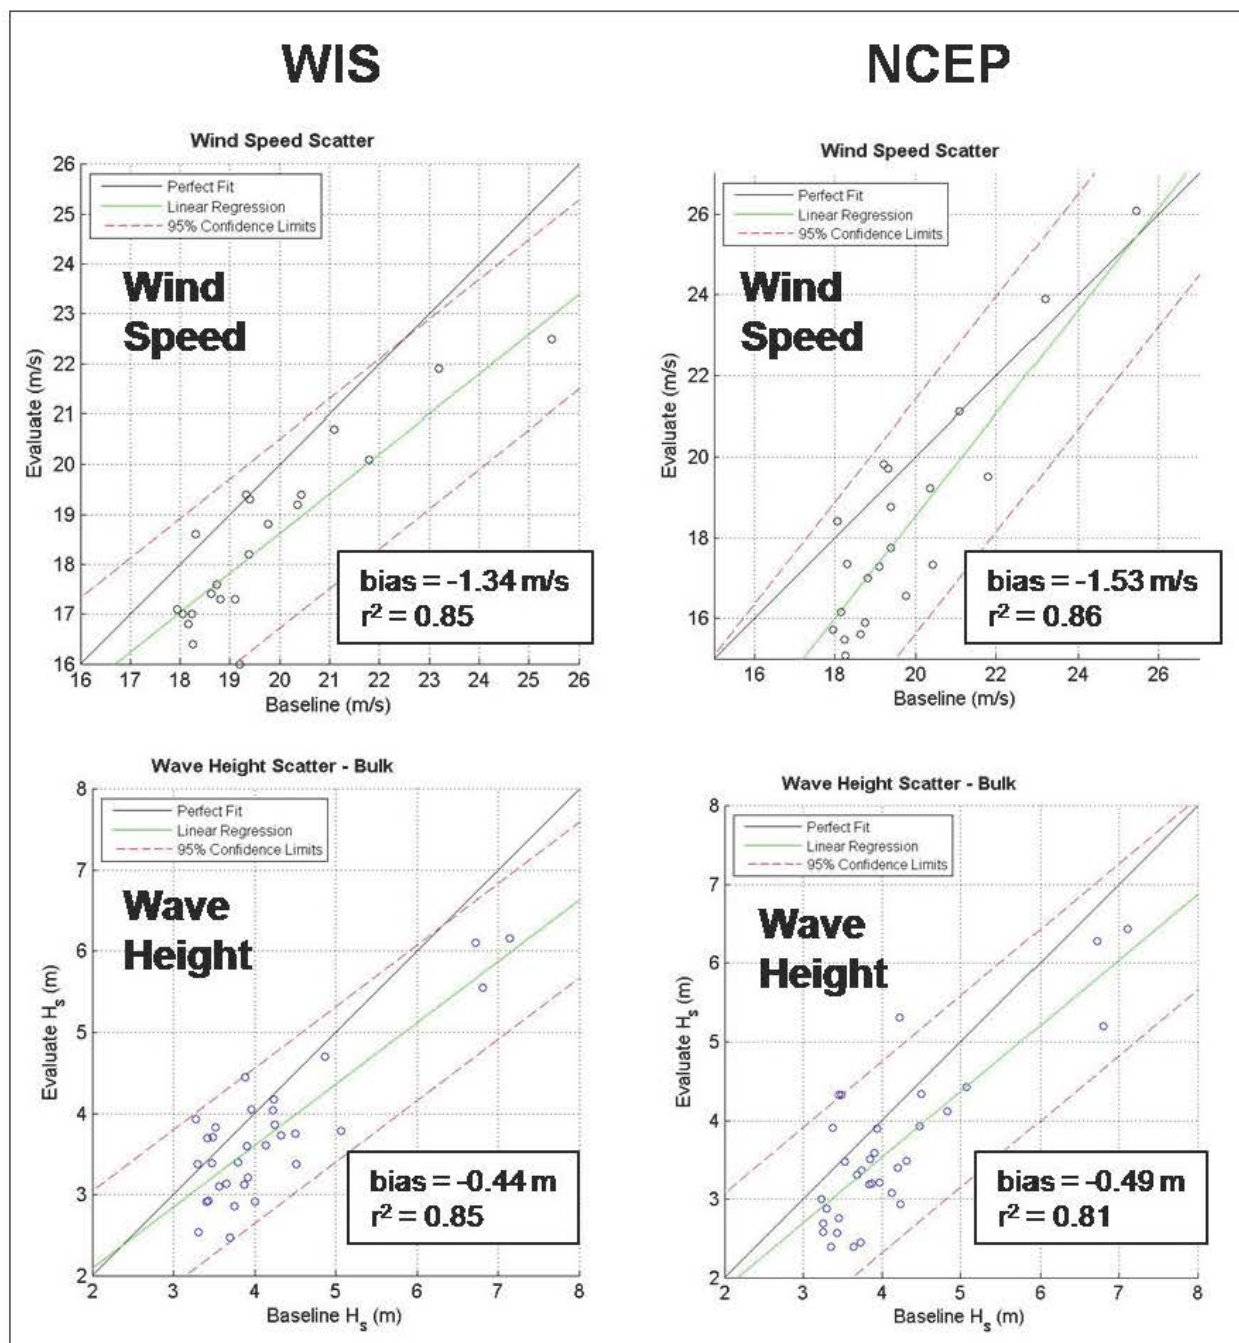 WIS
NCEP
Wind Speed Scatter
26
25
24
23
22
21
20
19
18
17
16
Evaluate (m/s)
Perfect Fit
Linear Regression
95% Confidence Limits
Wind
Speed
bias = -1.34 m/s
r² = 0.85
16 17 18 19 20 21 22 23 24 25 26
Baseline (m/s)
Wind Speed Scatter
26
24
22
20
18
16
Evaluate (m/s)
Perfect Fit
Linear Regression
95% Confidence Limits
Wind
Speed
bias = -1.53 m/s
r² = 0.86
16 18 20 22 24 26
Baseline (m/s)
Wave Height Scatter - Bulk
8
7
6
5
4
3
2
Evaluate Hs (m)
Perfect Fit
Linear Regression
95% Confidence Limits
Wave
Height
bias = -0.44 m
r² = 0.85
2 3 4 5 6 7 8
Baseline Hs (m)
Wave Height Scatter - Bulk
8
7
6
5
4
3
2
Evaluate Hs (m)
Perfect Fit
Linear Regression
95% Confidence Limits
Wave
Height
bias = -0.49 m
r² = 0.81
2 3 4 5 6 7 8
Baseline Hs (m)